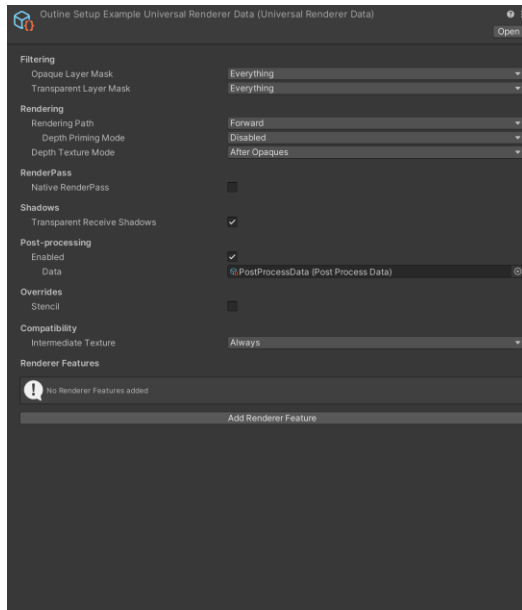 Outine Setup Example Universal Renderer Data (Universal Renderer Data)
Open
Filtering
Opaque Layer Mask Everything
Transparent Layer Mask Everything
Rendering
Rendering Path Forward
Depth Priming Mode Disabled
Depth Texture Mode After Opaques
RenderPass
Native RenderPass
Shadows
Transparent Receive Shadows
Post-processing
Enabled
Data PostProcessData (Post Process Data)
Overrides
Stencil
Compatibility
Intermediate Texture Always
Renderer Features
No Renderer Features added
Add Renderer Feature